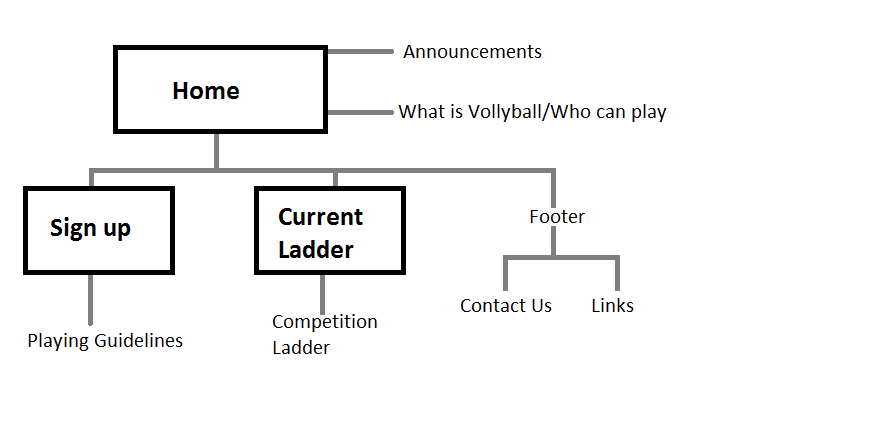 Announcements
Home
What is Vollyball/Who can play
Sign up
Current
Ladder
Footer
Contact Us
Links
Competition
Ladder
Playing Guidelines